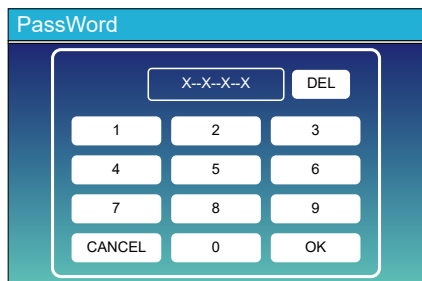 PassWord
X--X--X--X DEL
1 2 3
4 5 6
7 8 9
CANCEL 0 OK